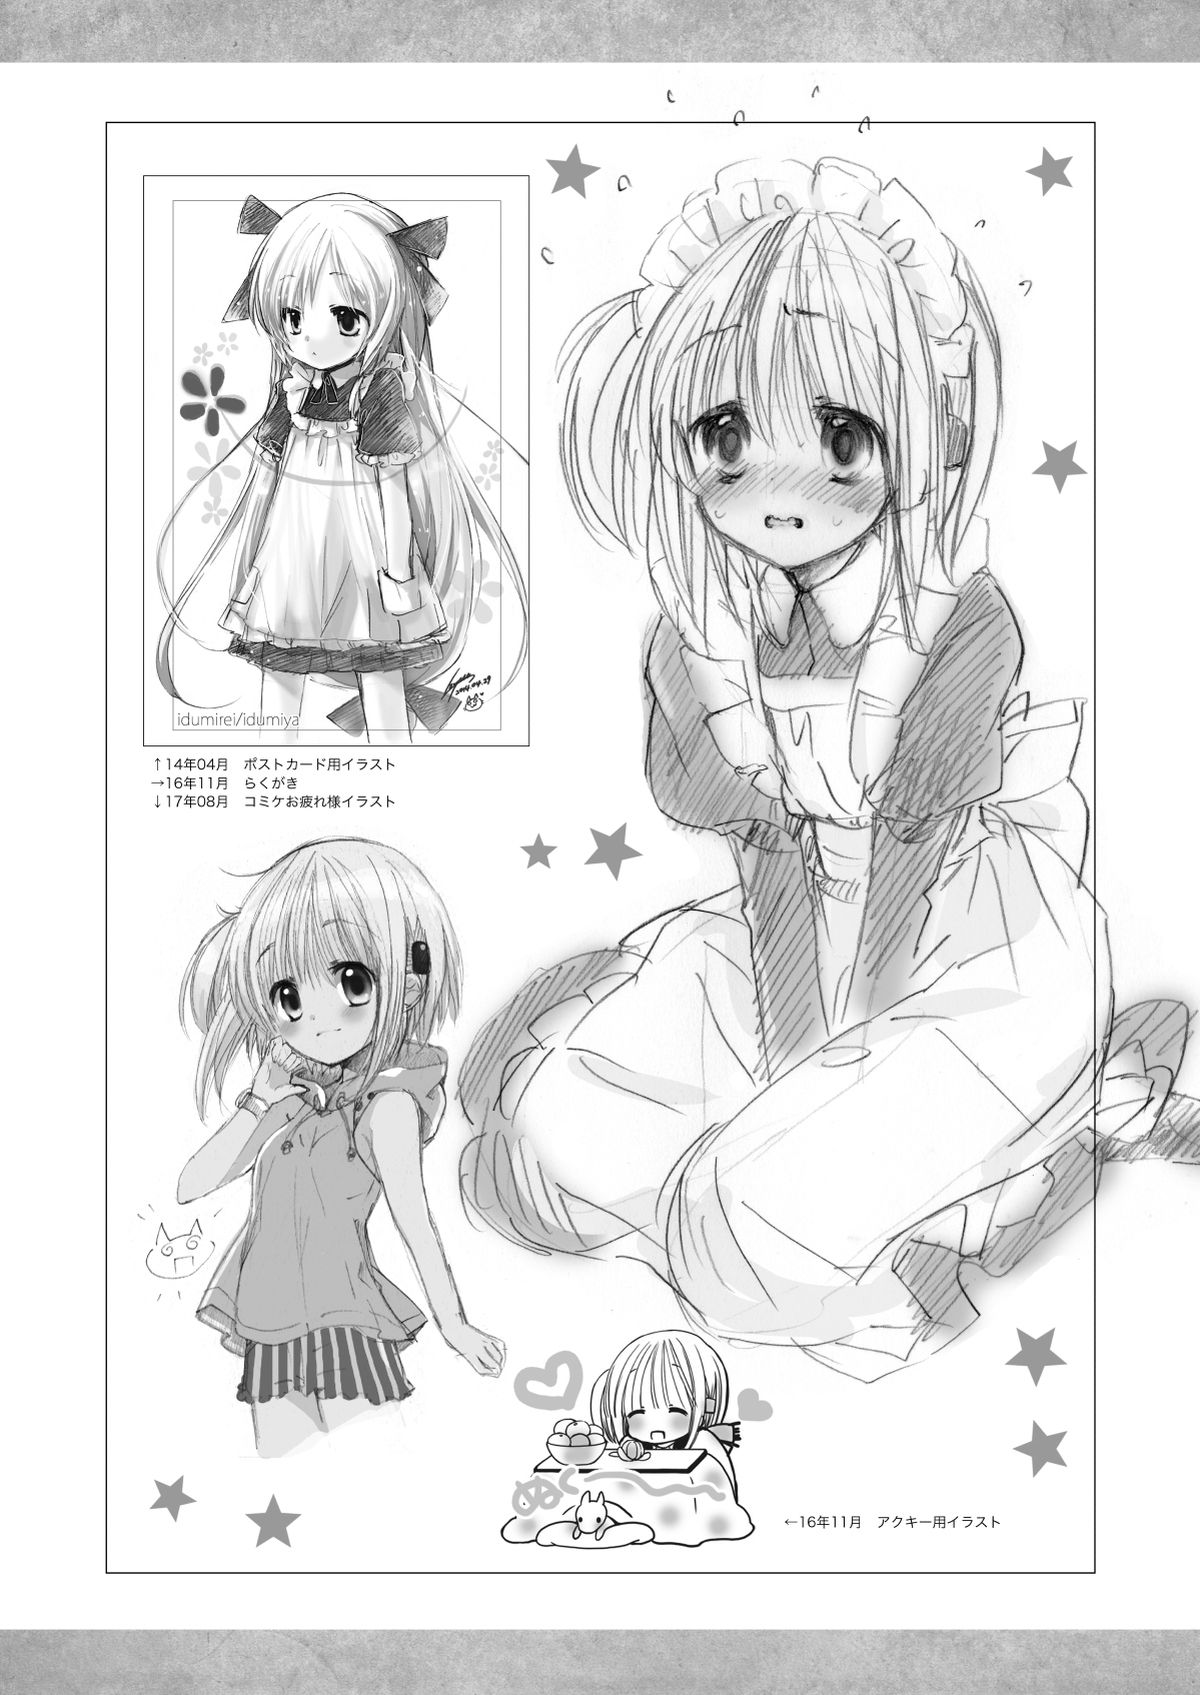 2014.04.29
idumirei/idumiya
↑14年04月　ポストカード用イラスト
→16年11月　らくがき
↓17年08月　コミケお疲れ様イラスト
ぬく
←16年11月　アクキー用イラスト